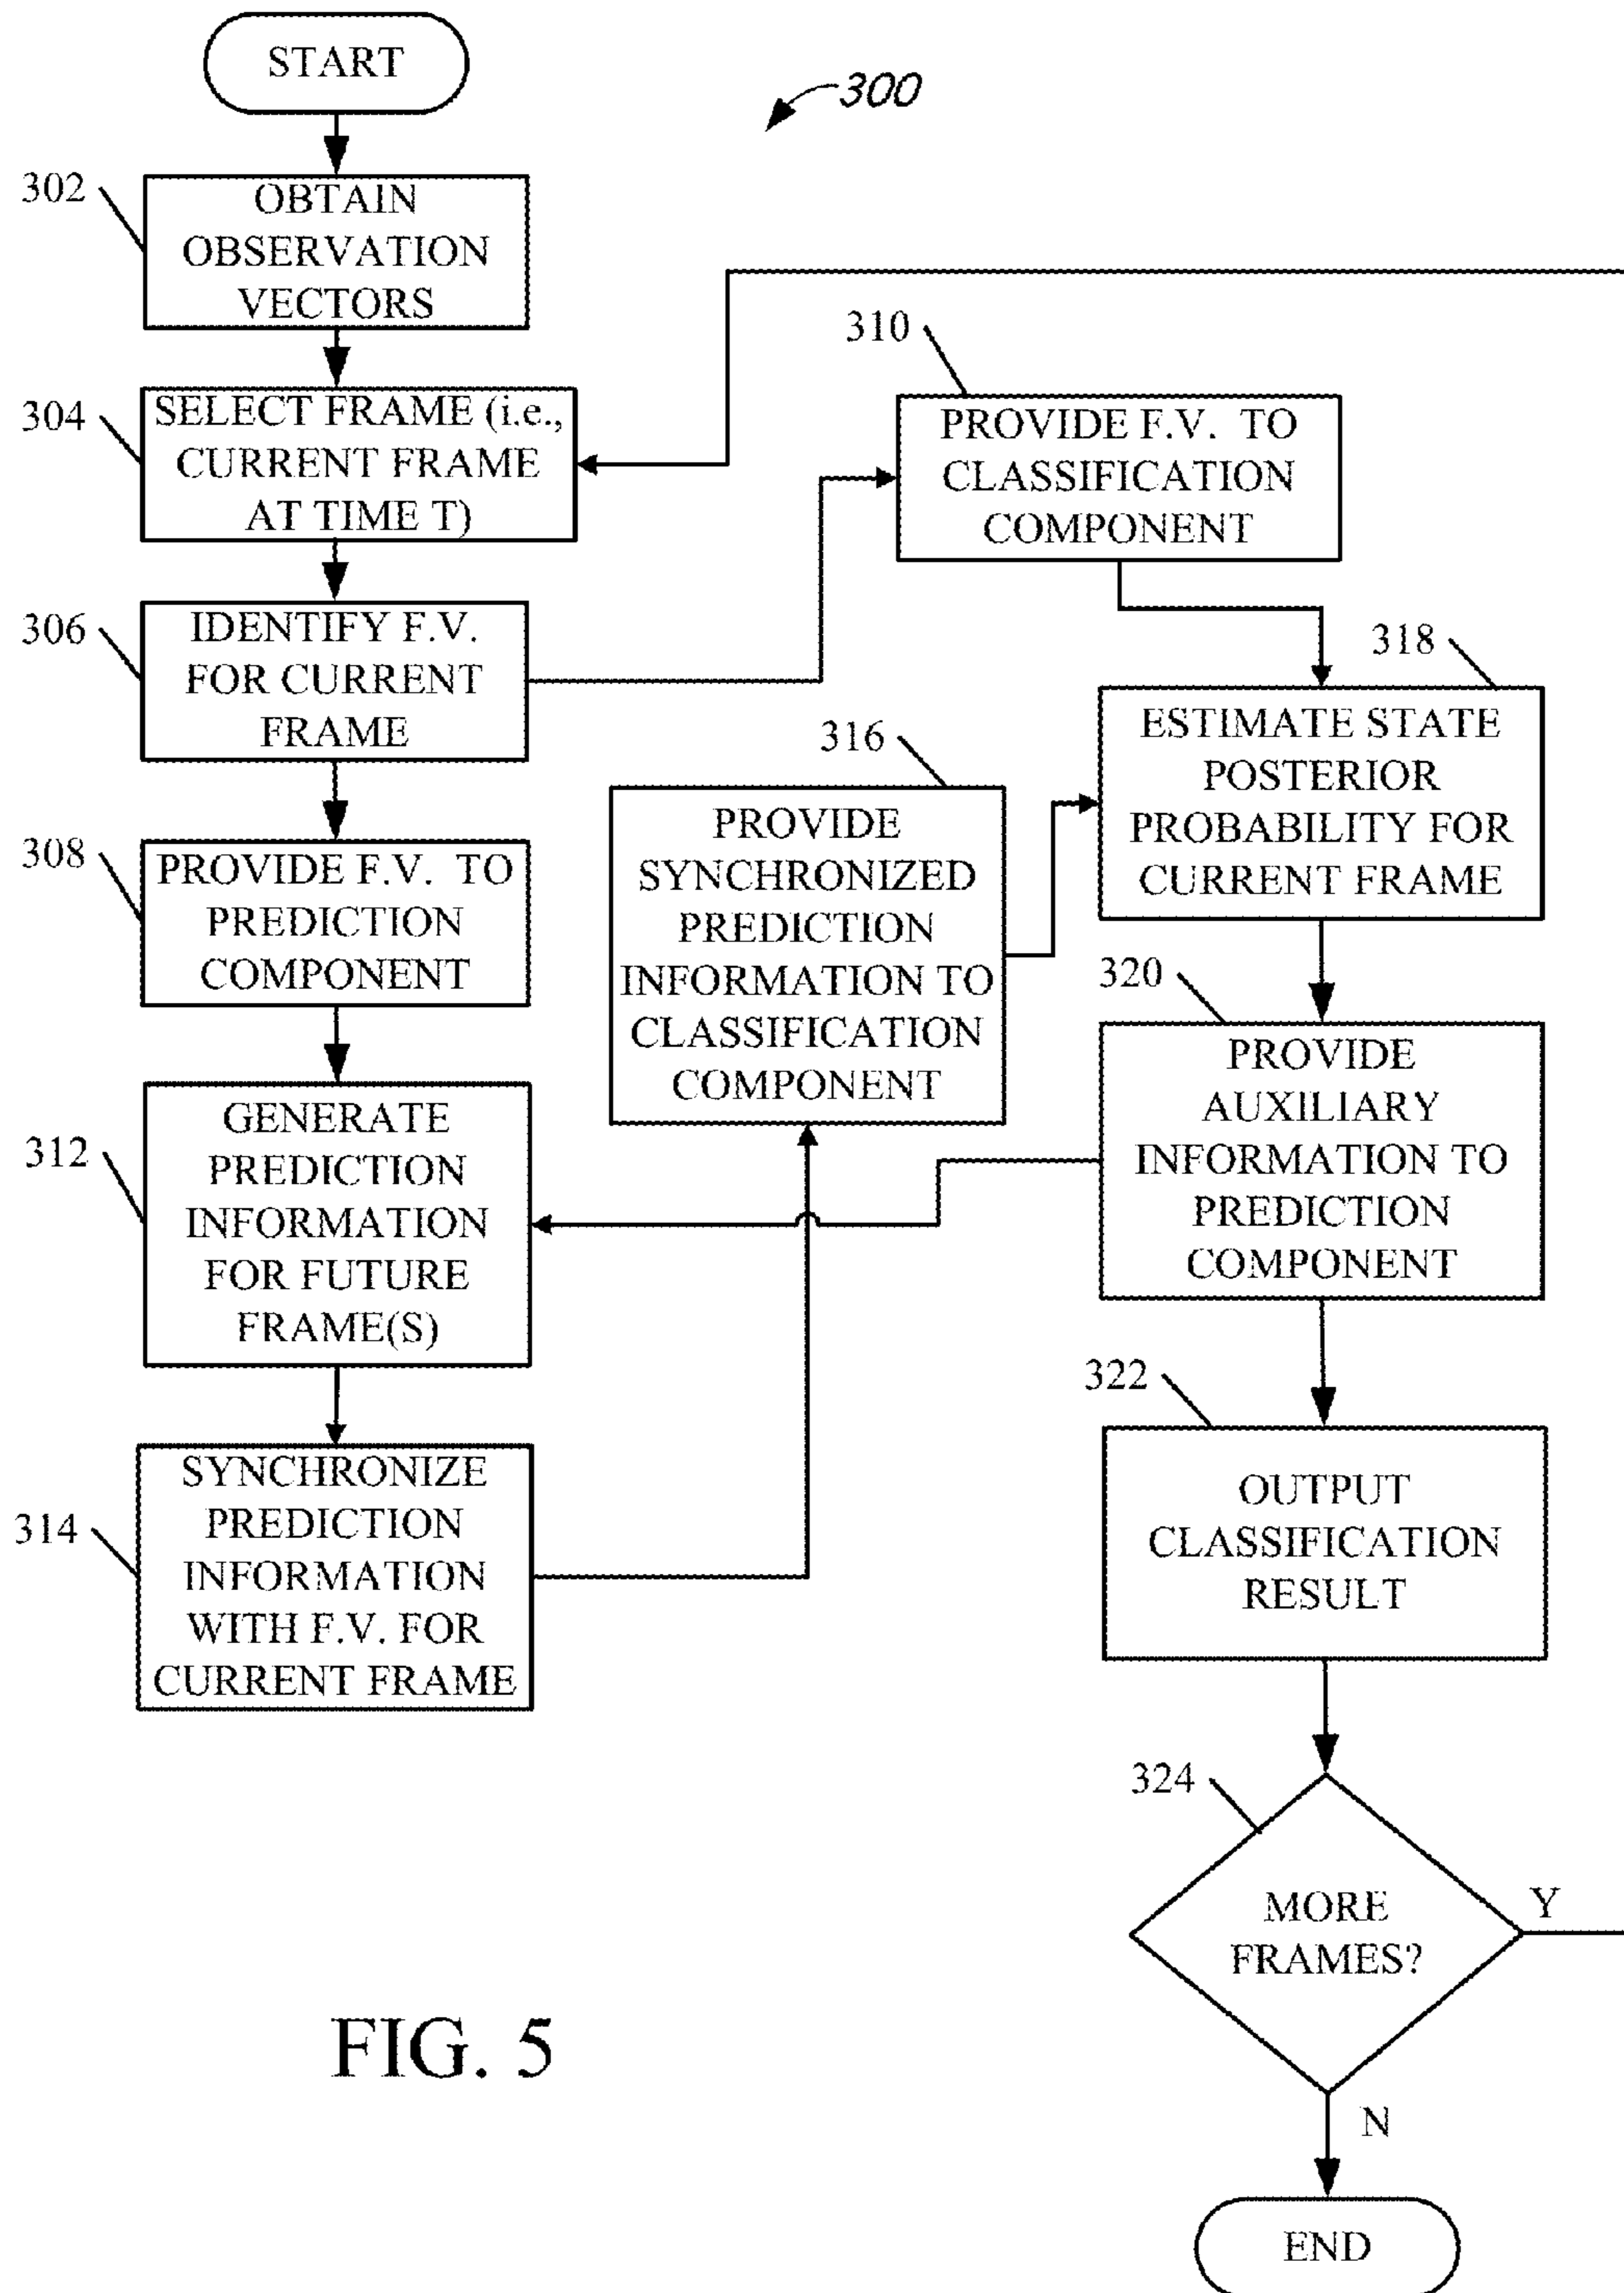 START
300
302
OBTAIN
OBSERVATION
VECTORS
304
SELECT FRAME (i.e.,
CURRENT FRAME
AT TIME T)
306
IDENTIFY F.V.
FOR CURRENT
FRAME
308
PROVIDE F.V. TO
PREDICTION
COMPONENT
310
PROVIDE F.V. TO
CLASSIFICATION
COMPONENT
312
GENERATE
PREDICTION
INFORMATION
FOR FUTURE
FRAME(S)
314
SYNCHRONIZE
PREDICTION
INFORMATION
WITH F.V. FOR
CURRENT FRAME
316
PROVIDE
SYNCHRONIZED
PREDICTION
INFORMATION TO
CLASSIFICATION
COMPONENT
318
ESTIMATE STATE
POSTERIOR
PROBABILITY FOR
CURRENT FRAME
320
PROVIDE
AUXILIARY
INFORMATION TO
PREDICTION
COMPONENT
322
OUTPUT
CLASSIFICATION
RESULT
324
MORE
FRAMES?
Y
N
END
FIG. 5